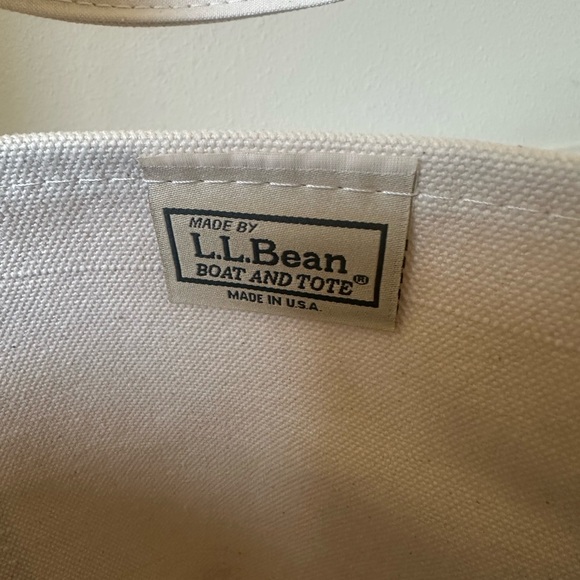 MADE BY
L.L.Bean
BOAT AND TOTE®
MADE IN U.S.A.